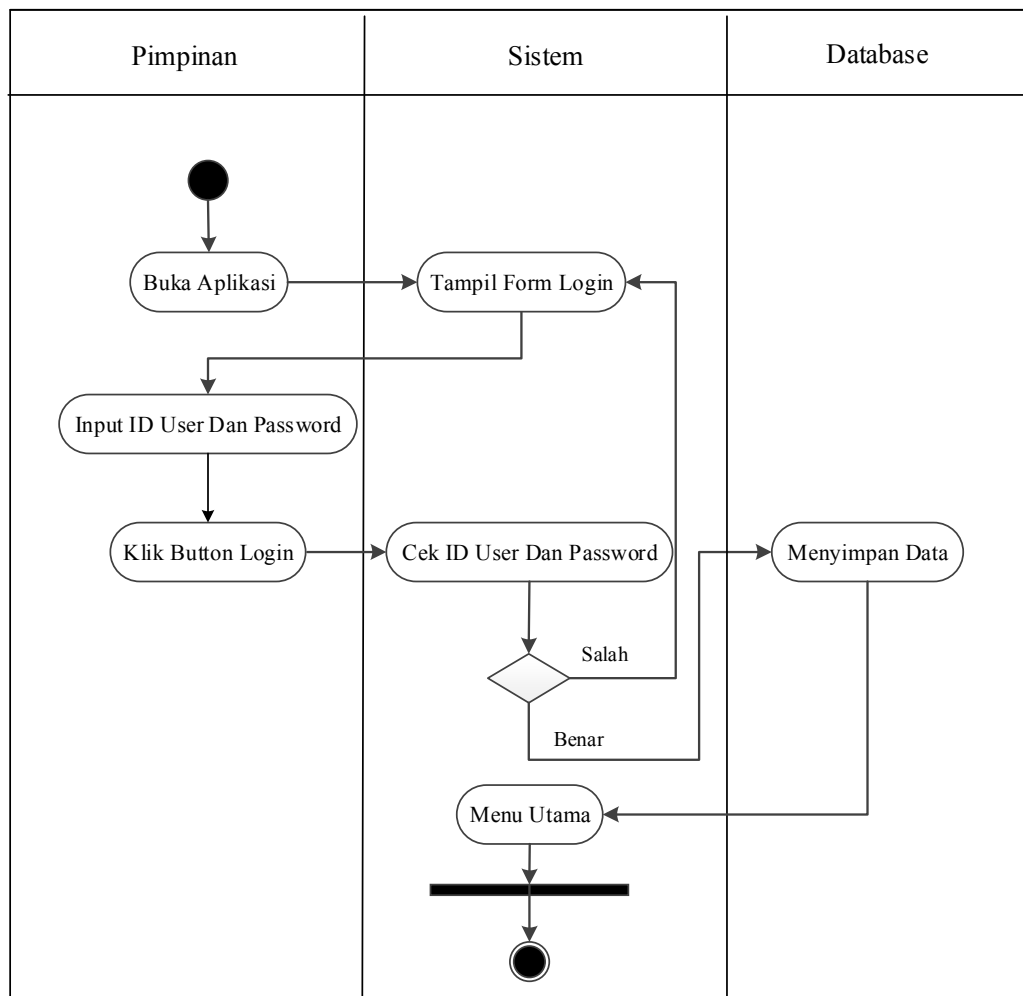 Pimpinan
Sistem
Database
Buka Aplikasi
Tampil Form Login
Input ID User Dan Password
Klik Button Login
Cek ID User Dan Password
Menyimpan Data
Salah
Benar
Menu Utama